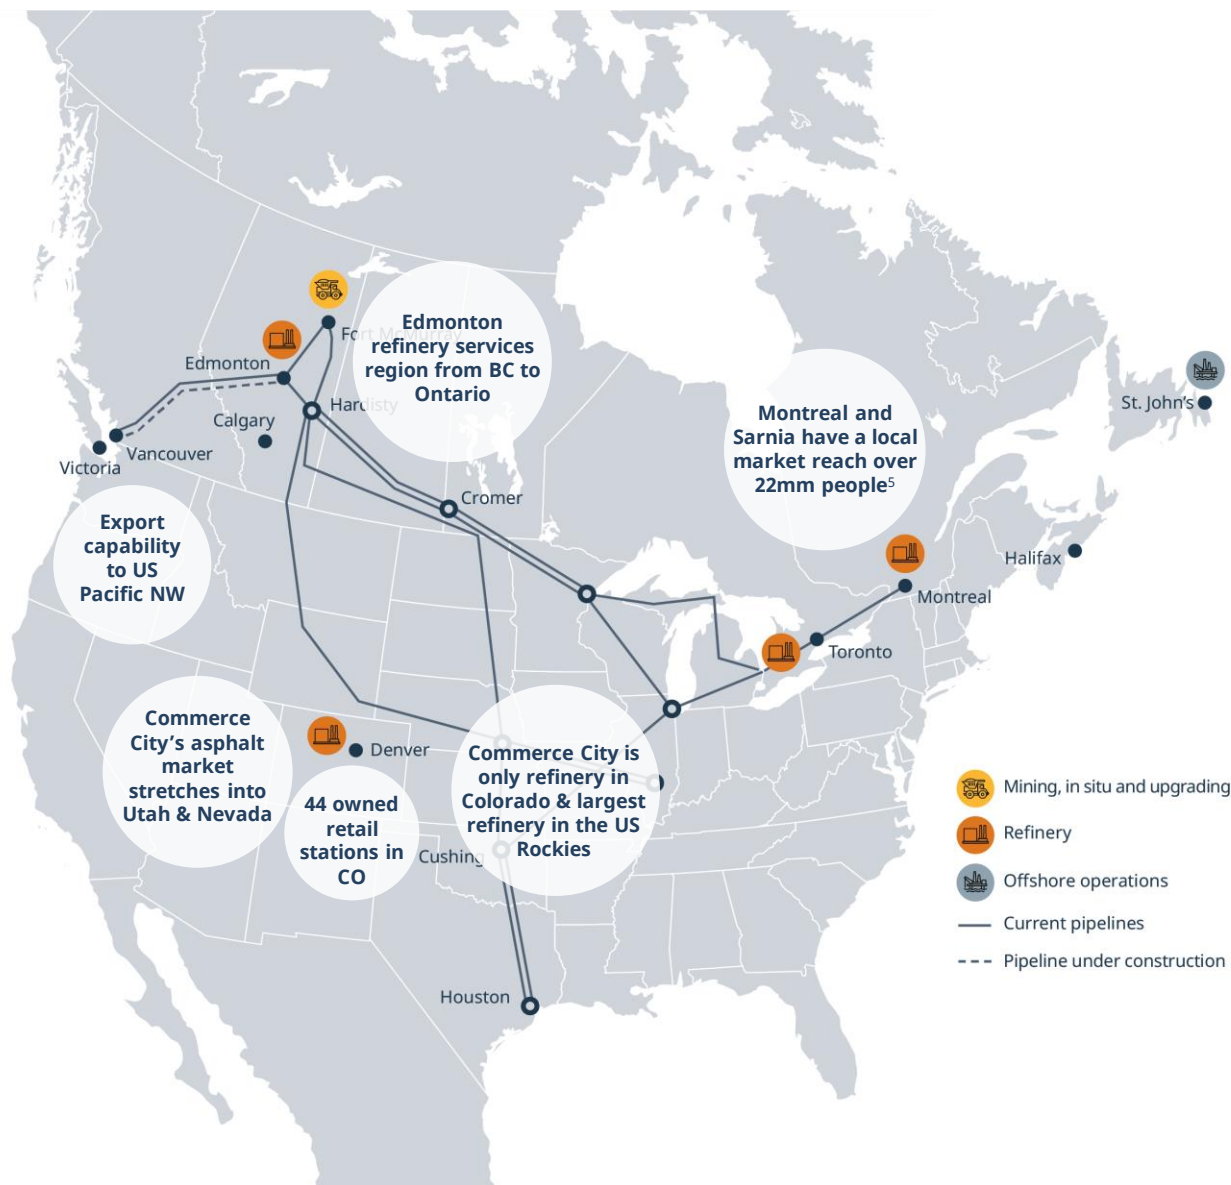 Fort McMurray
Edmonton
refinery services
region from BC to
Ontario
Edmonton
Hardisty
Calgary
Vancouver
Victoria
Cromer
Montreal and
Sarnia have a local
market reach over
22mm people5
St. John's
Export
capability
to US
Pacific NW
Halifax
Montreal
Toronto
Commerce
City's asphalt
market
stretches into
Utah & Nevada
Denver
44 owned
retail
stations in
CO
Commerce City is
only refinery in
Colorado & largest
refinery in the US
Rockies
Cushing
Houston
Mining, in situ and upgrading
Refinery
Offshore operations
Current pipelines
Pipeline under construction